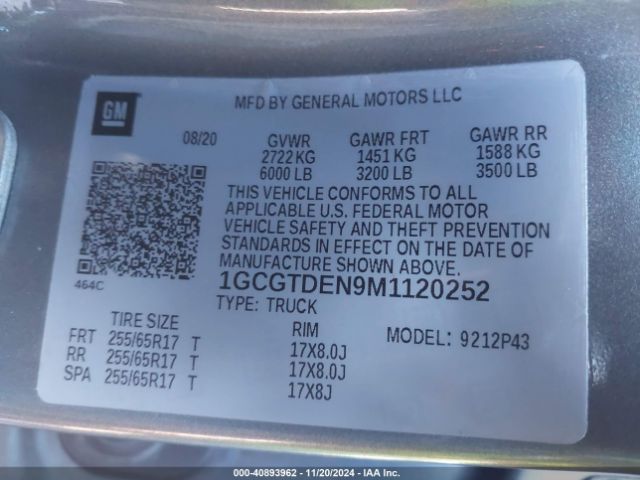 GM
MFD BY GENERAL MOTORS LLC
08/20 GVWR GAWR FRT GAWR RR
2722 KG 1451 KG 1588 KG
6000 LB 3200 LB 3500 LB
THIS VEHICLE CONFORMS TO ALL
APPLICABLE U.S. FEDERAL MOTOR
VEHICLE SAFETY AND THEFT PREVENTION
STANDARDS IN EFFECT ON THE DATE OF
MANUFACTURE SHOWN ABOVE.
464C
1GCGTDEN9M1120252
TYPE: TRUCK
TIRE SIZE RIM MODEL: 9212P43
FRT 255/65R17 T 17X8.0J
RR 255/65R17 T 17X8.0J
SPA 255/65R17 T 17X8J
000-40893962 - 11/20/2024 - IAA Inc.